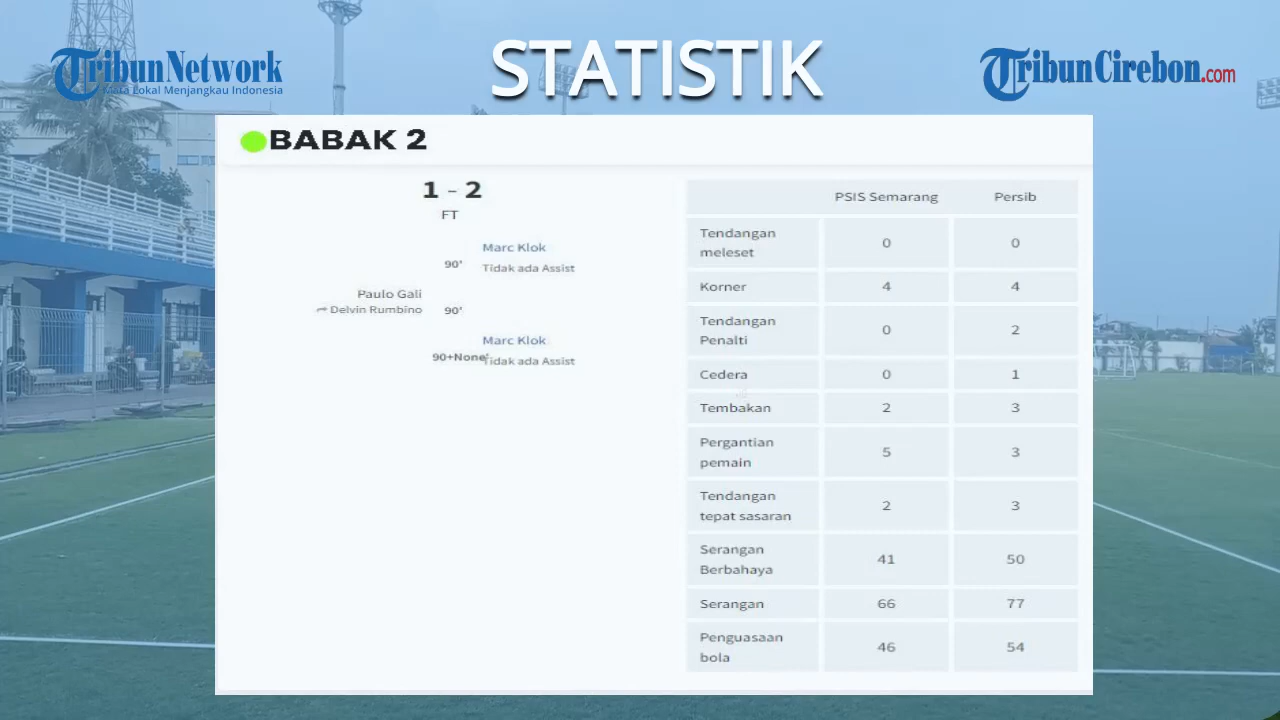 STATISTIK
TribunNetwork
Mata Lokal Menjangkau Indonesia
TribunCirebon.com
BABAK 2
1 - 2
FT
Marc Klok
90'
Tidak ada Assist
Paulo Gali
Delvin Rumbino
90'
Marc Klok
90+None'
Tidak ada Assist
PSIS Semarang Persib
Tendangan
meleset 0 0
Korner 4 4
Tendangan
Penalti 0 2
Cedera 0 1
Tembakan 2 3
Pergantian
pemain 5 3
Tendangan
tepat sasaran 2 3
Serangan
Berbahaya 41 50
Serangan 66 77
Penguasaan
bola 46 54